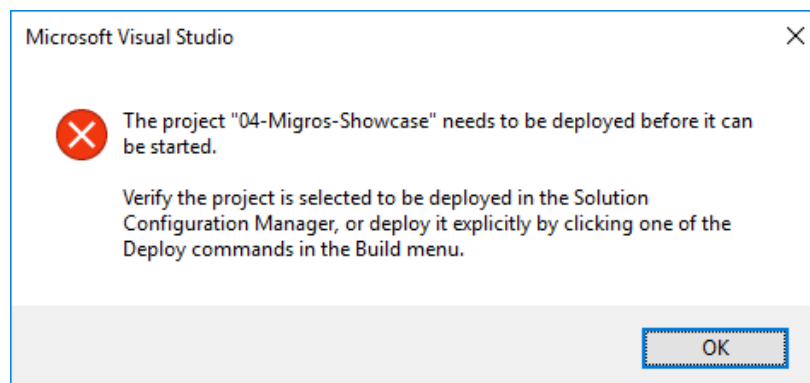 Microsoft Visual Studio
The project "04-Migros-Showcase" needs to be deployed before it can
be started.
Verify the project is selected to be deployed in the Solution
Configuration Manager, or deploy it explicitly by clicking one of the
Deploy commands in the Build menu.
OK